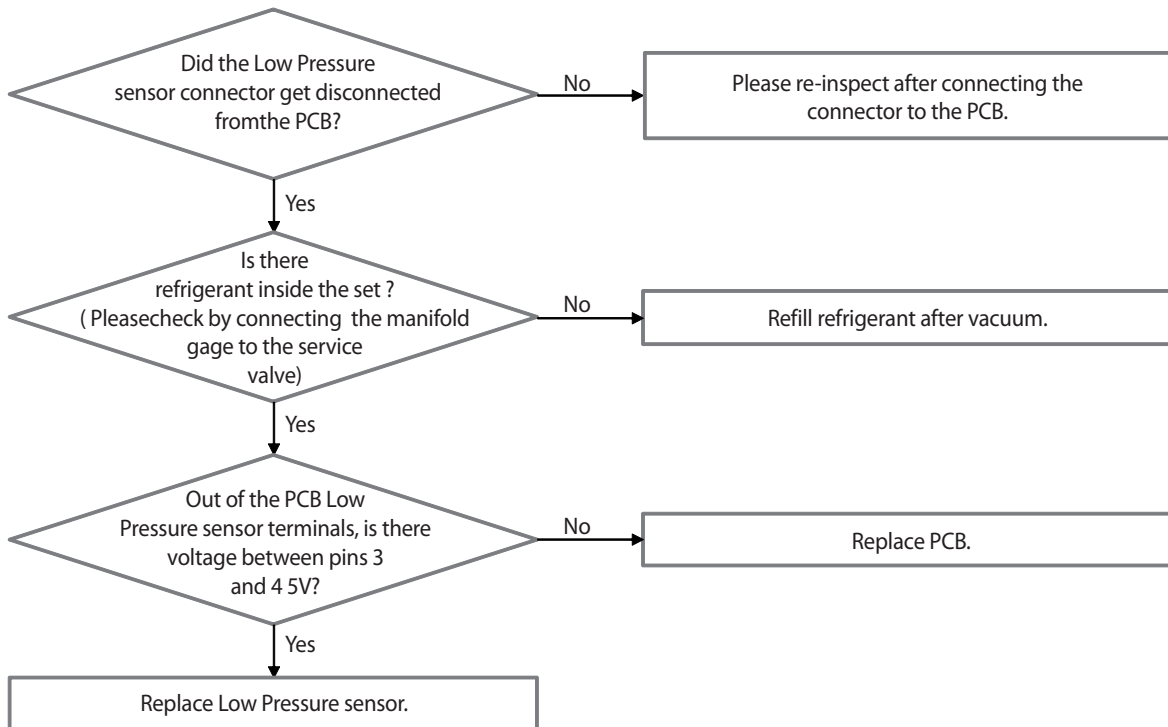 Did the Low Pressure
sensor connector get disconnected
fromthe PCB?
No
Please re-inspect after connecting the
connector to the PCB.
Yes
Is there
refrigerant inside the set ?
( Pleasecheck by connecting the manifold
gage to the service
valve)
No
Refill refrigerant after vacuum.
Yes
Out of the PCB Low
Pressure sensor terminals, is there
voltage between pins 3
and 4 5V?
No
Replace PCB.
Yes
Replace Low Pressure sensor.